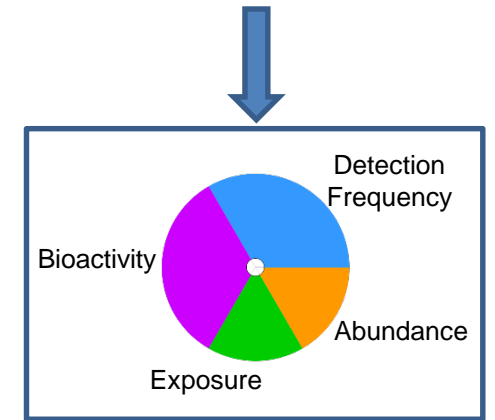 Detection
Frequency
Bioactivity
Abundance
Exposure